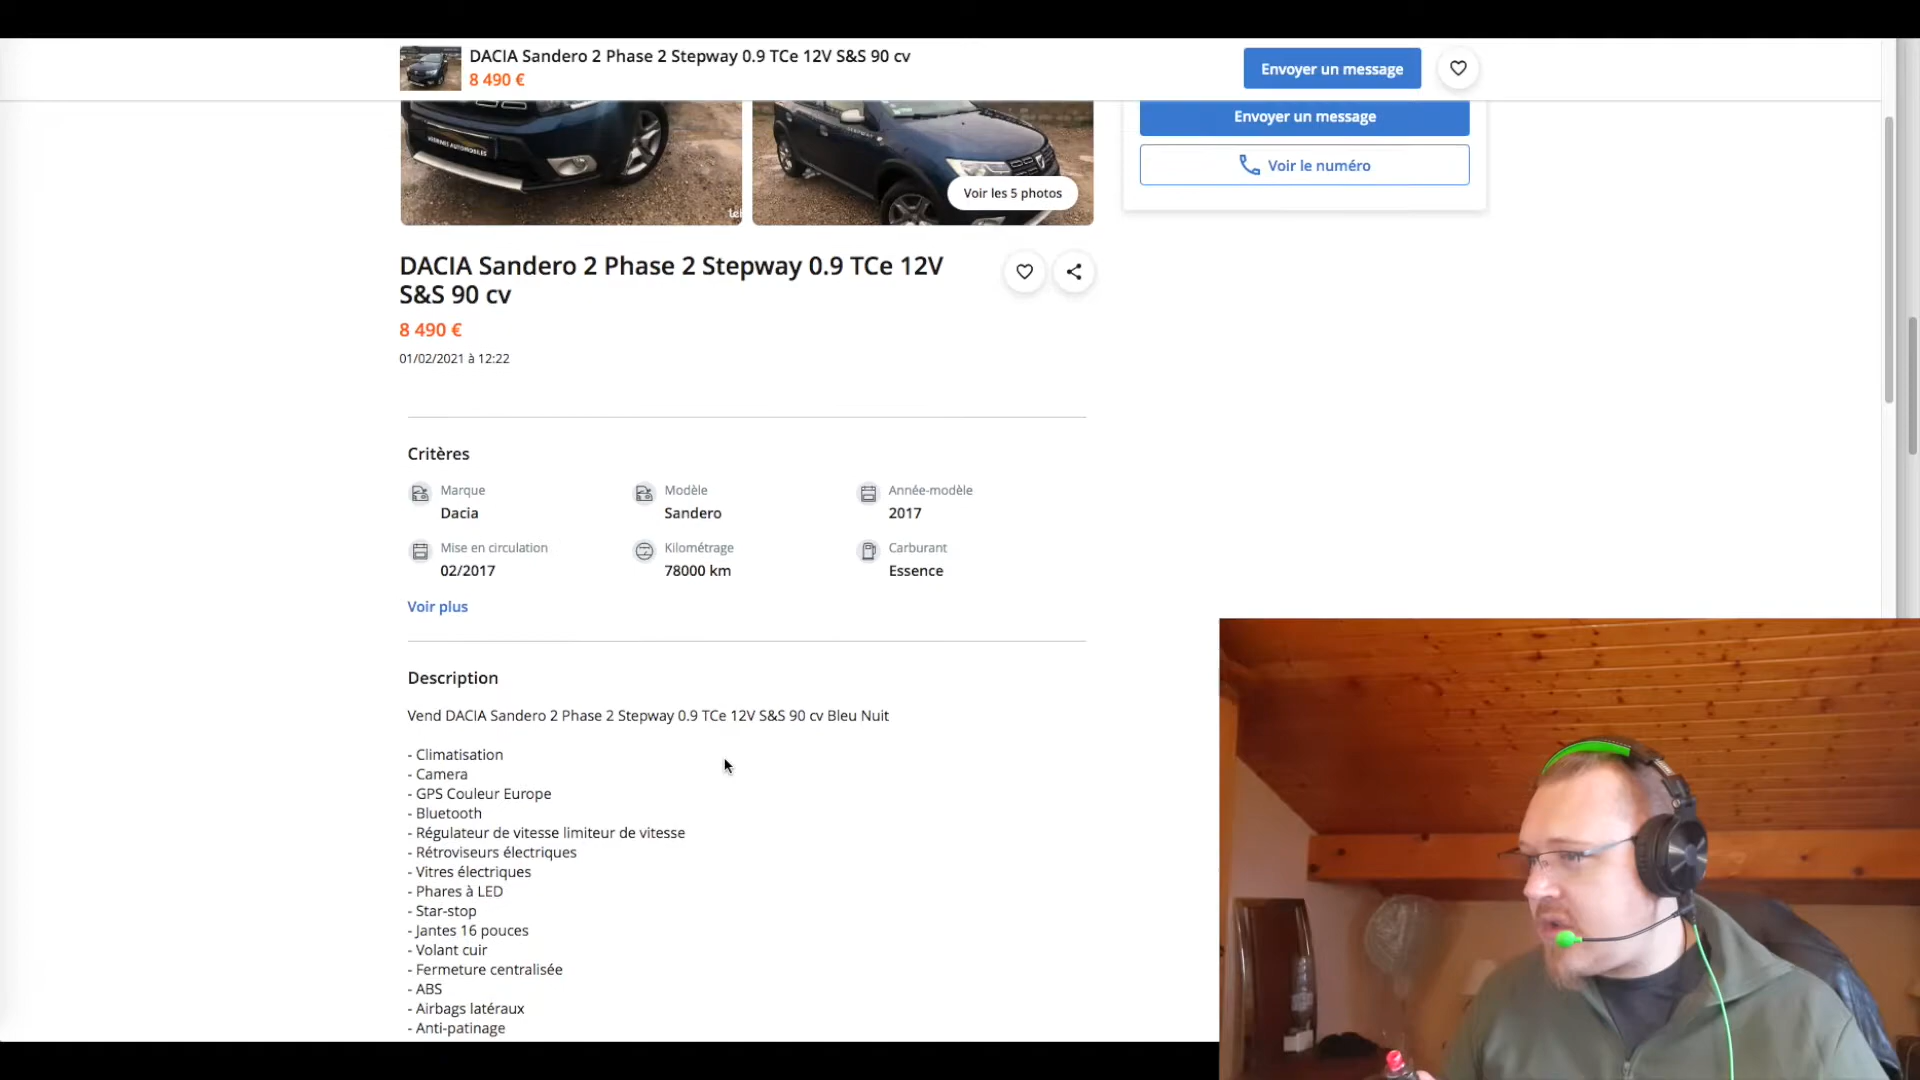 DACIA Sandero 2 Phase 2 Stepway 0.9 TCe 12V S&S 90 cv
8 490 €
Envoyer un message
Envoyer un message
Voir le numéro
Voir les 5 photos
DACIA Sandero 2 Phase 2 Stepway 0.9 TCe 12V
S&S 90 cv
8 490 €
01/02/2021 à 12:22
Critères
Marque
Dacia
Modèle
Sandero
Année-modèle
2017
Mise en circulation
02/2017
Kilométrage
78000 km
Carburant
Essence
Voir plus
Description
Vend DACIA Sandero 2 Phase 2 Stepway 0.9 TCe 12V S&S 90 cv Bleu Nuit
- Climatisation
- Camera
- GPS Couleur Europe
- Bluetooth
- Régulateur de vitesse limiteur de vitesse
- Rétroviseurs électriques
- Vitres électriques
- Phares à LED
- Star-stop
- Jantes 16 pouces
- Volant cuir
- Fermeture centralisée
- ABS
- Airbags latéraux
- Anti-patinage